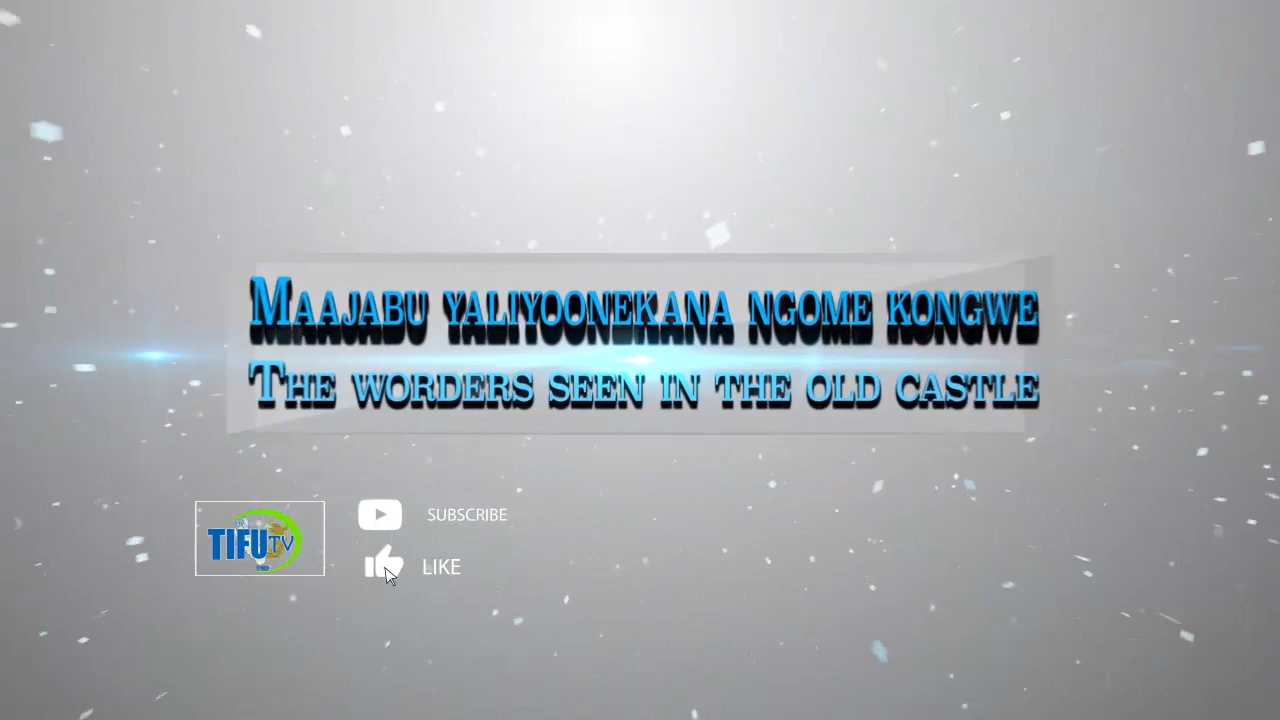 Maajabu yaliyoonekana ngome kongwe
The worders seen in the old castle
TIFU TV
SUBSCRIBE
LIKE